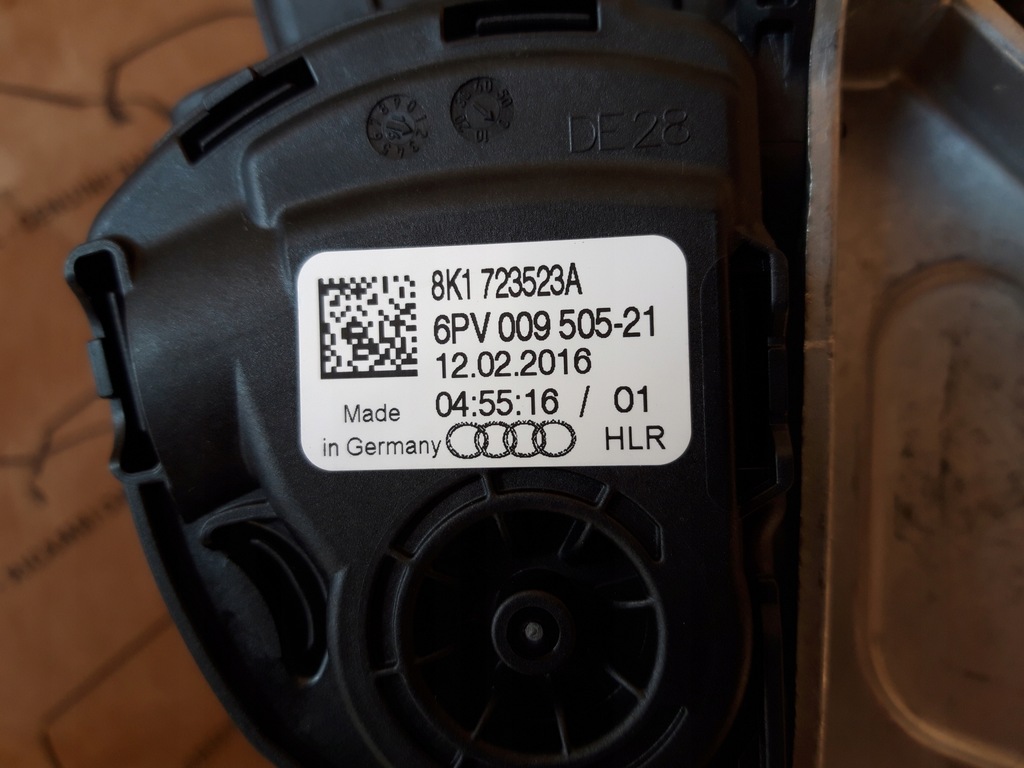 DE28
8K1 723523A
6PV 009 505-21
12.02.2016
04:55:16 / 01
Made
in Germany
HLR